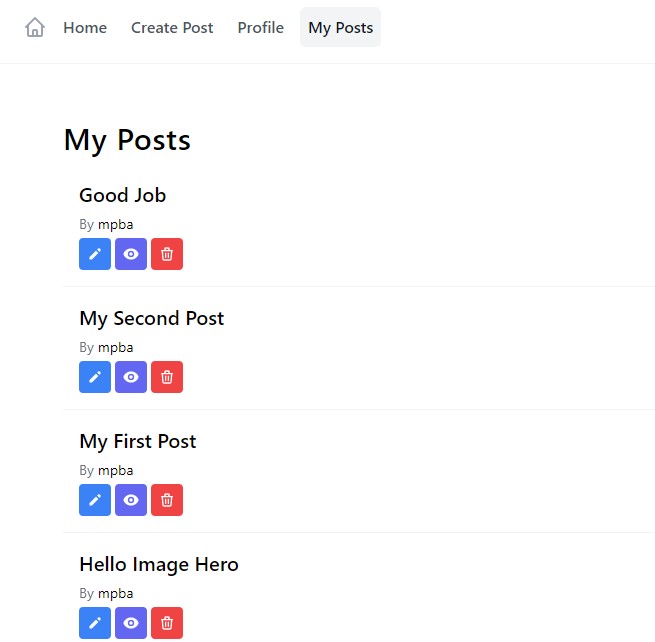 Home Create Post Profile My Posts
My Posts
Good Job
By mpba
My Second Post
By mpba
My First Post
By mpba
Hello Image Hero
By mpba